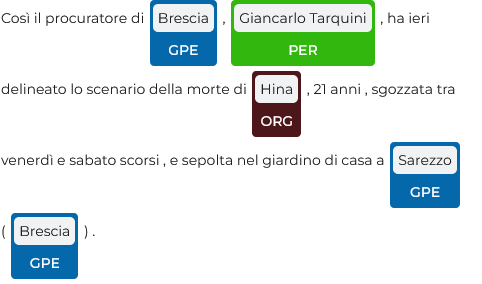 Così il procuratore di Brescia , Giancarlo Tarquini , ha ieri
GPE PER
delineato lo scenario della morte di Hina , 21 anni , sgozzata tra
ORG
venerdì e sabato scorsi , e sepolta nel giardino di casa a Sarezzo
GPE
( Brescia ) .
GPE